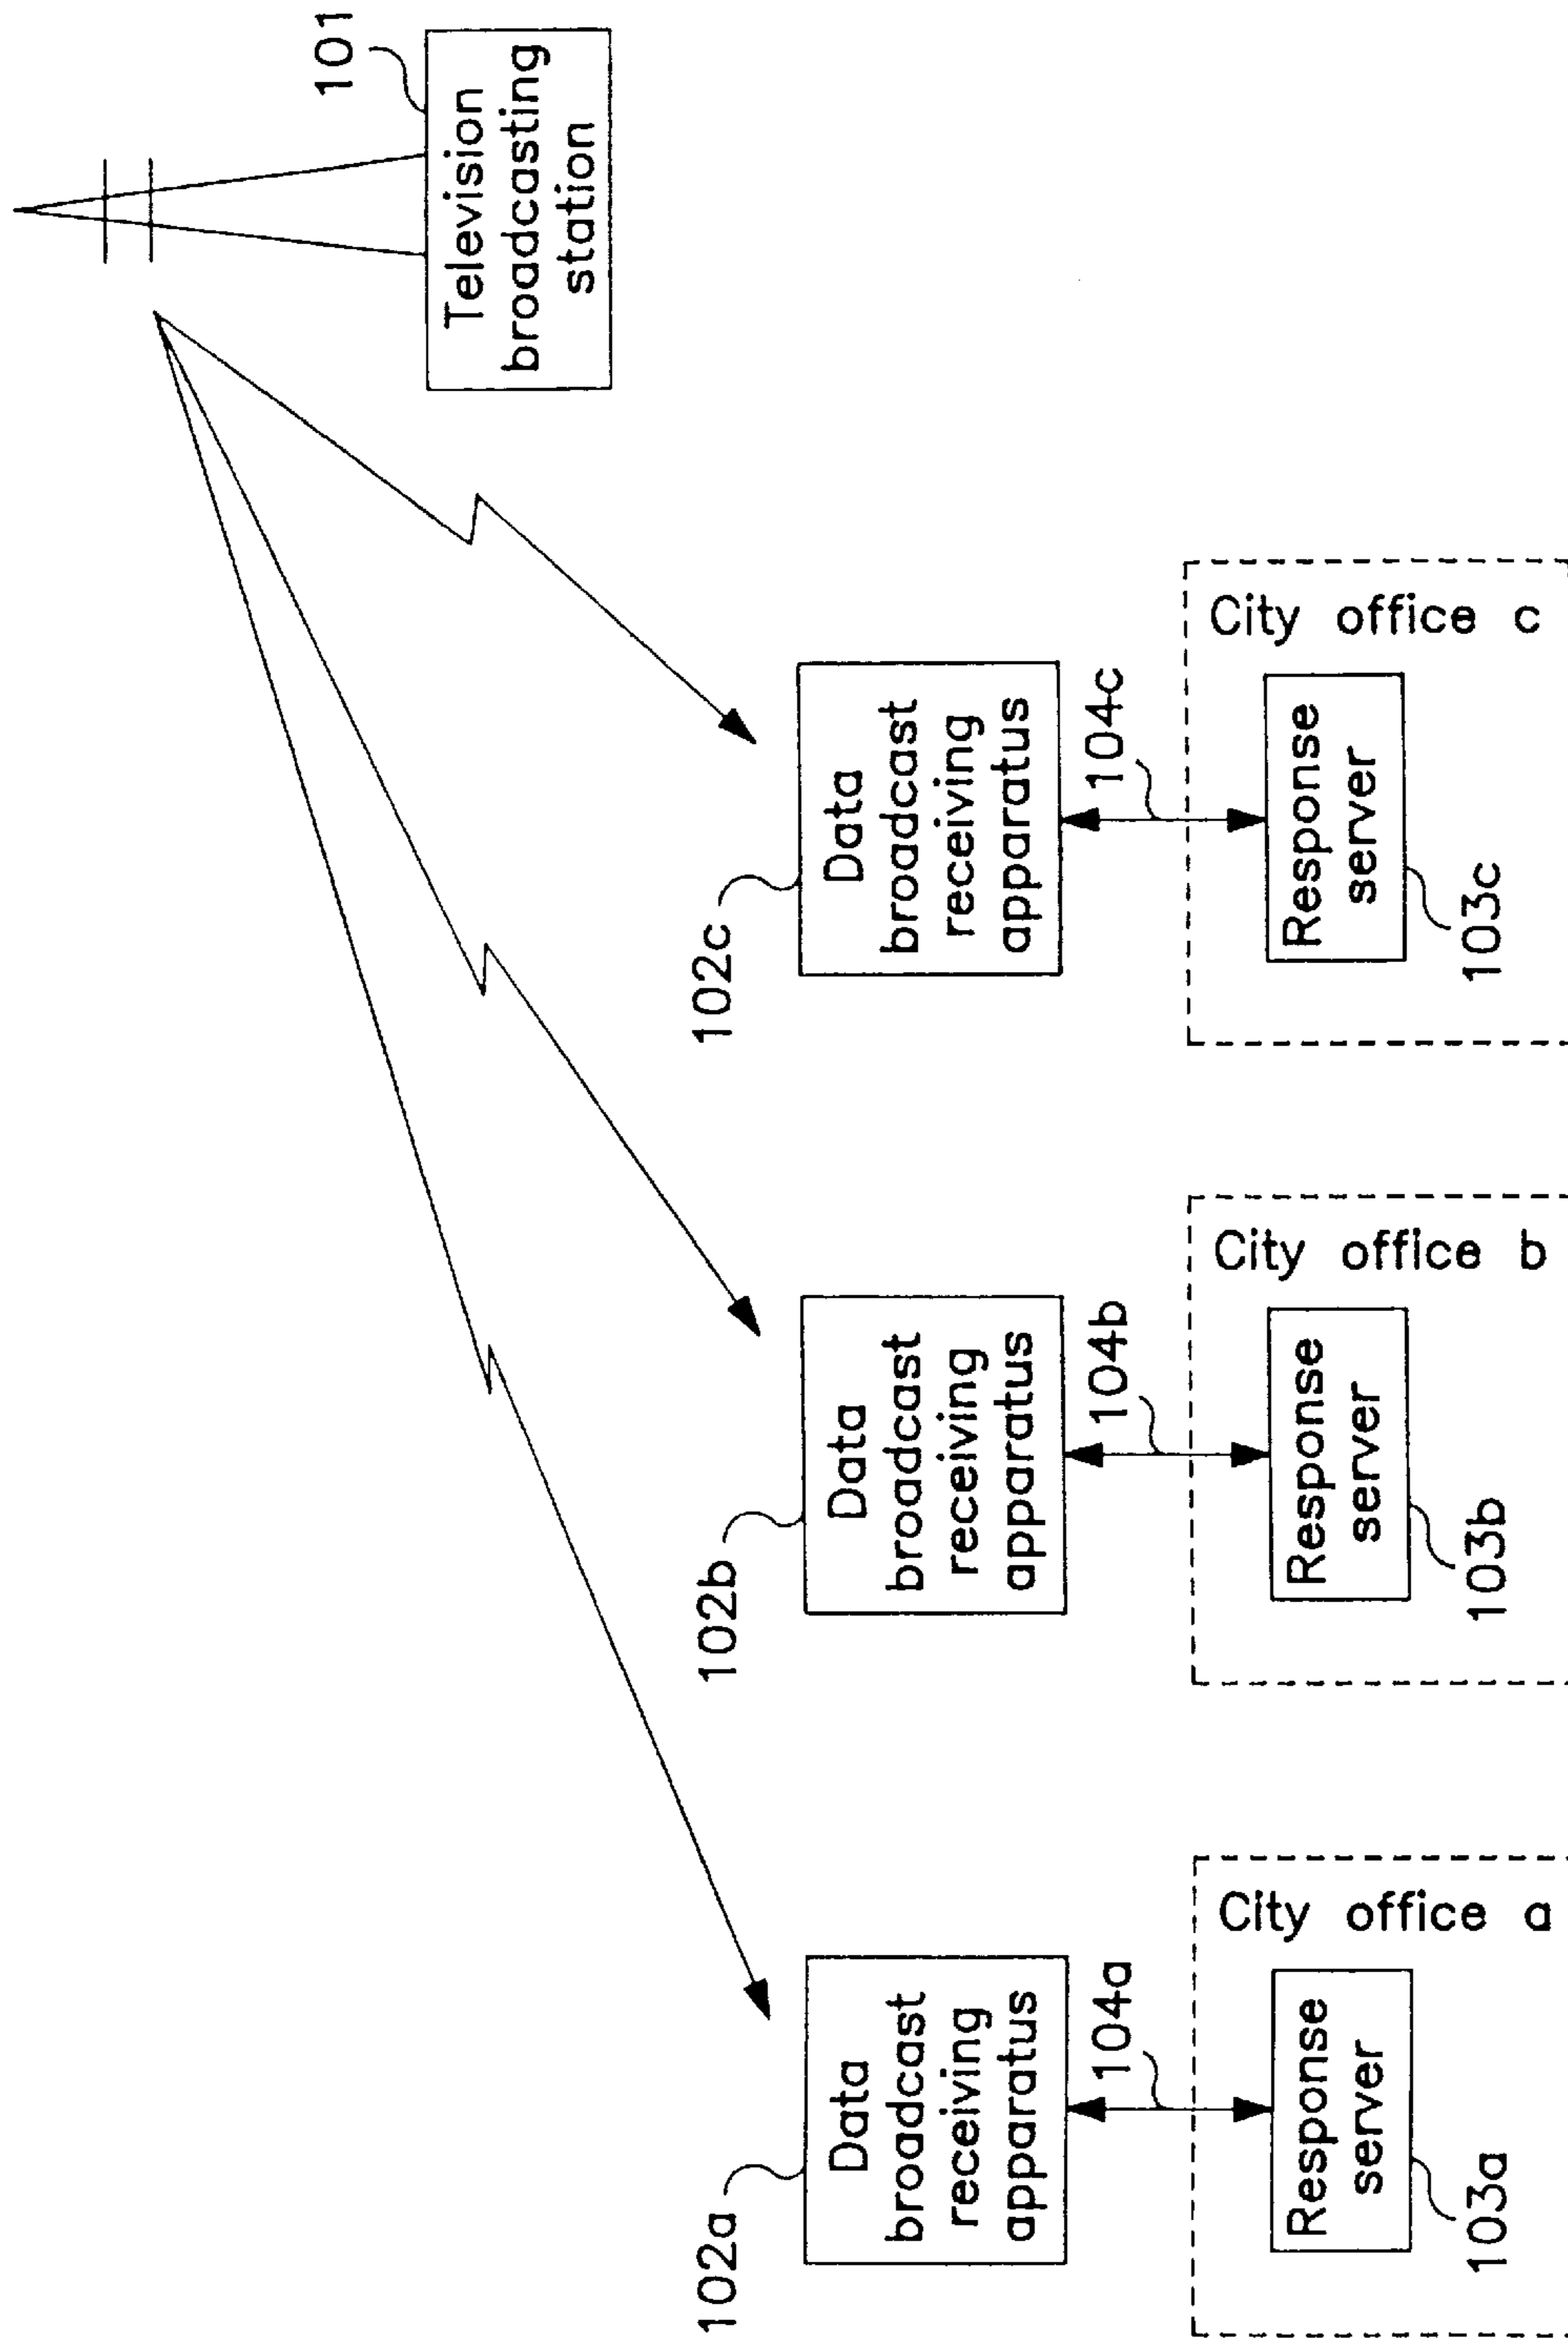 101
Television
broadcasting
station
102a
Data
broadcast
receiving
apparatus
104a
City office a
Response
server
103a
102b
Data
broadcast
receiving
apparatus
104b
City office b
Response
server
103b
102c
Data
broadcast
receiving
apparatus
104c
City office c
Response
server
103c